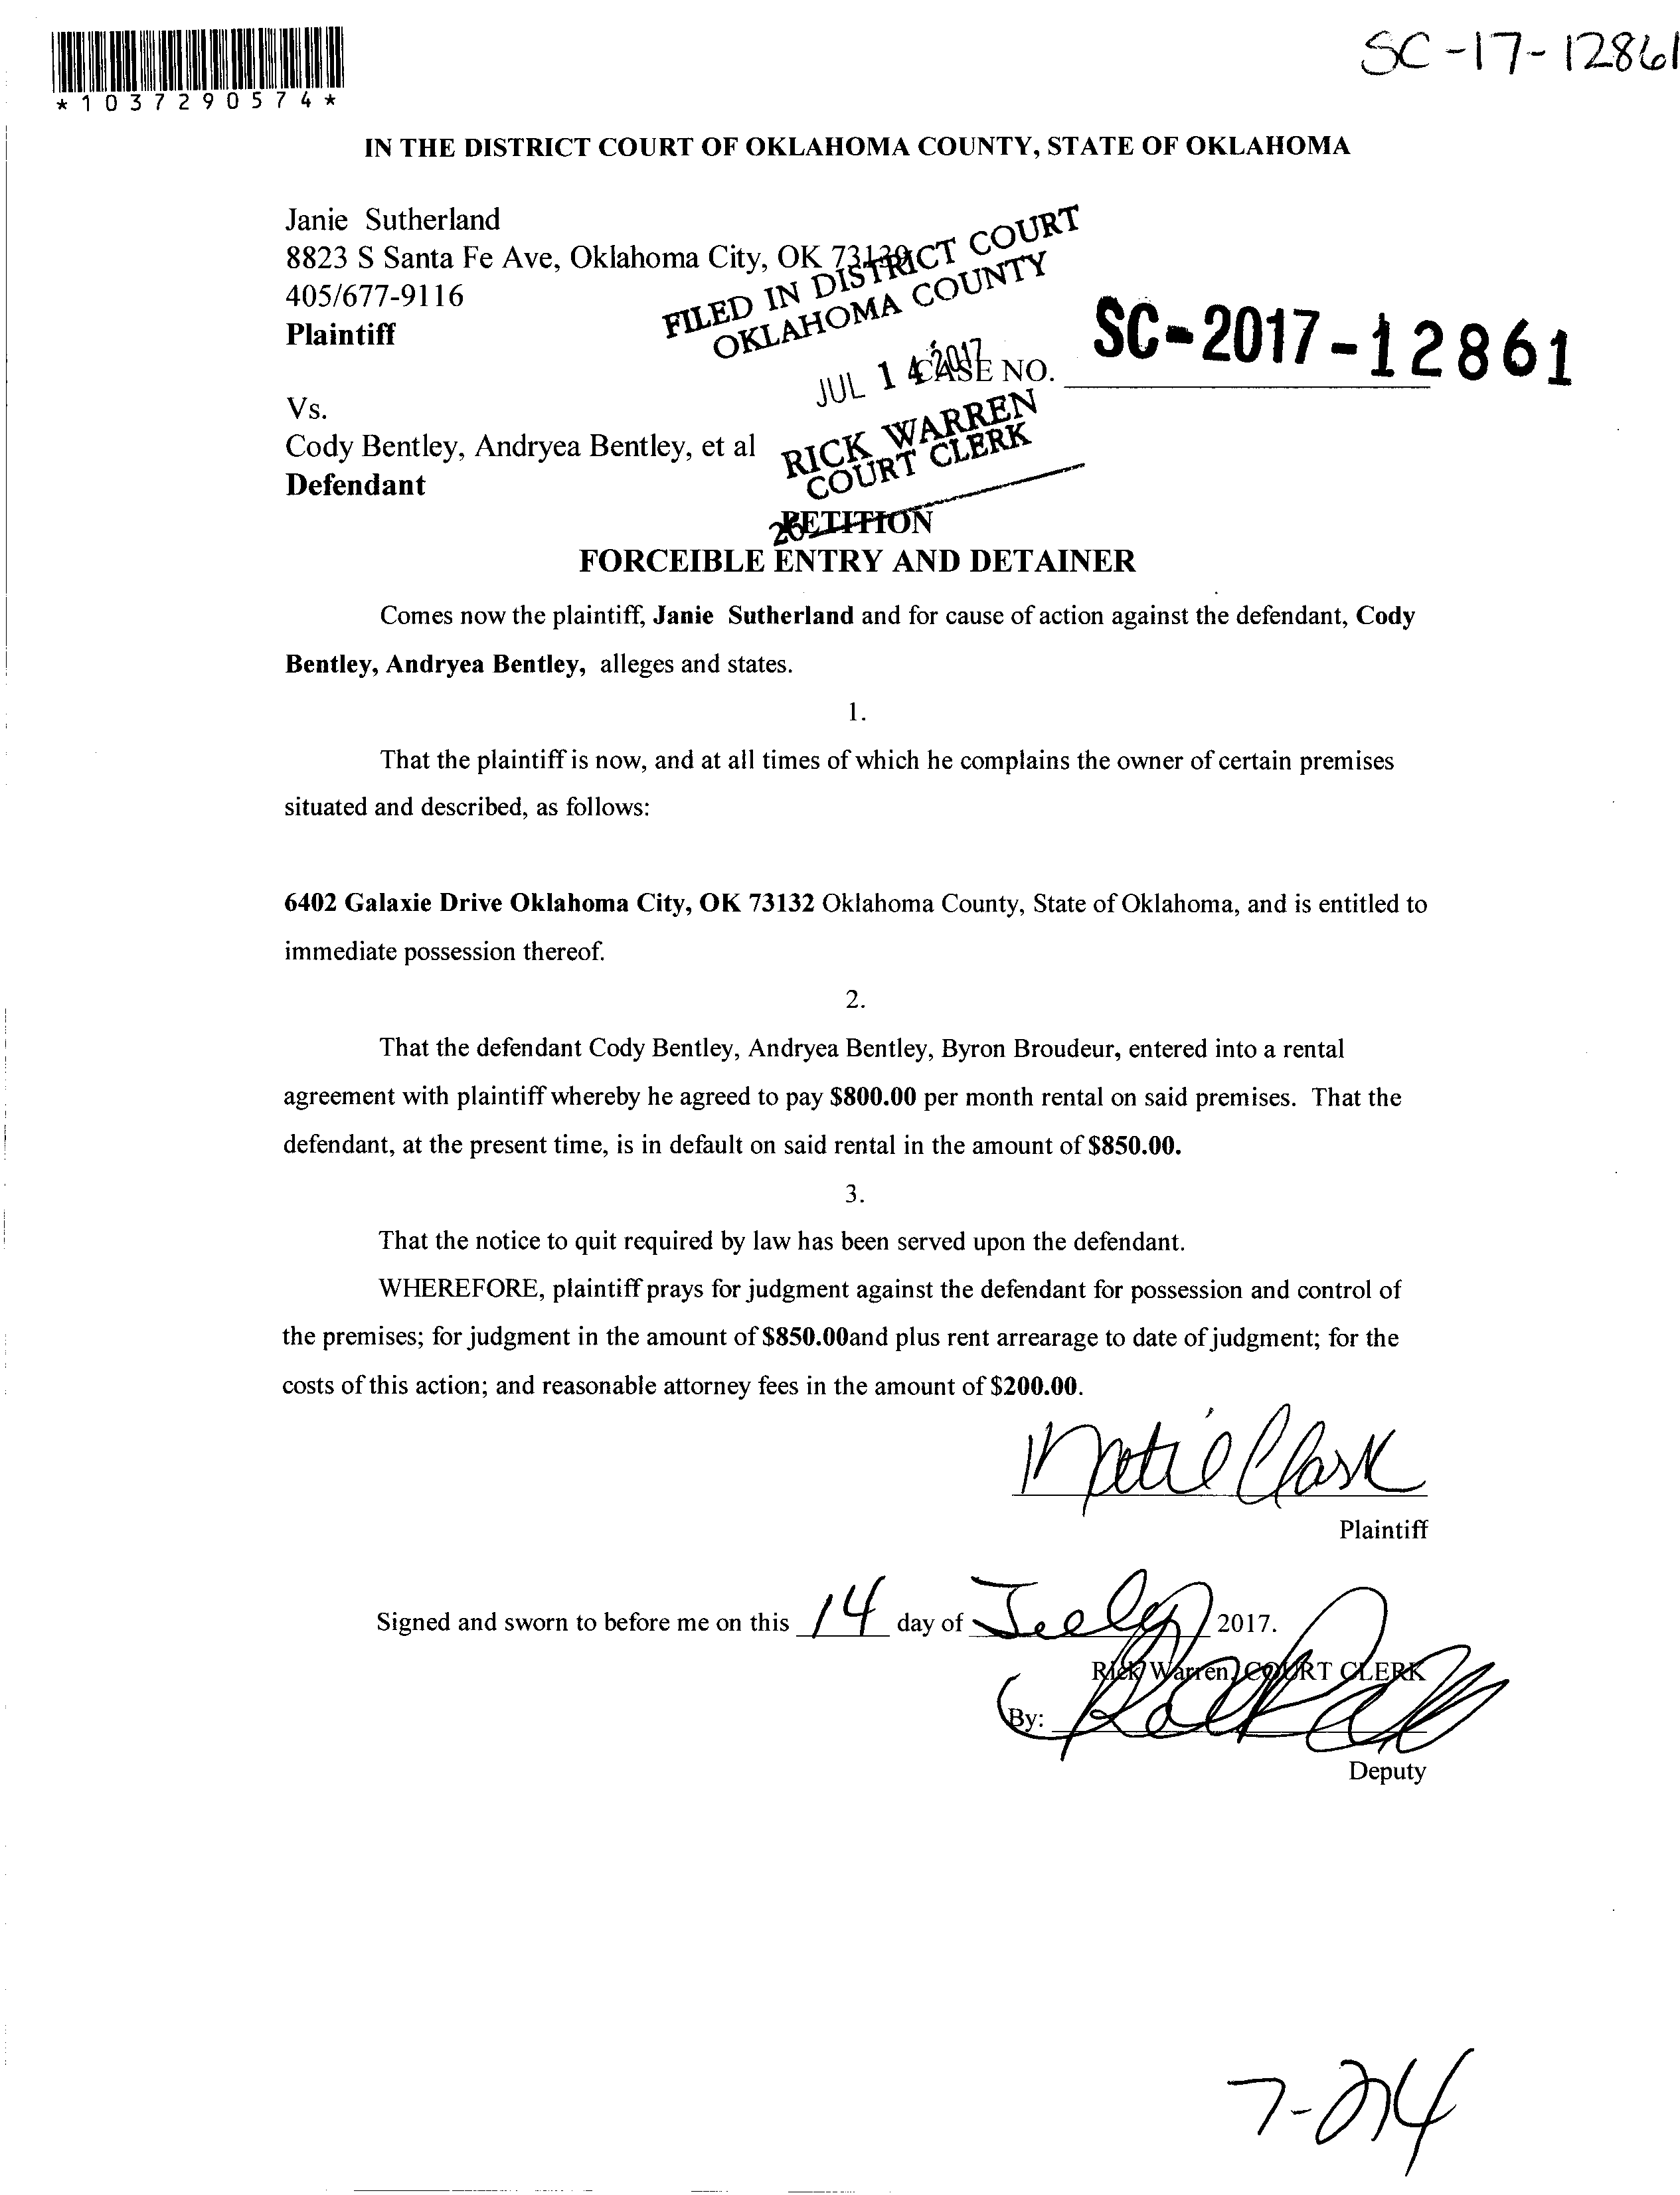 SC-17-12861
*1037290574*
IN THE DISTRICT COURT OF OKLAHOMA COUNTY, STATE OF OKLAHOMA
Janie Sutherland
8823 S Santa Fe Ave, Oklahoma City, OK
405/677-9116
Plaintiff
FILED IN DISTRICT COURT
OKLAHOMA COUNTY
JUL 14 2017
CASE NO. SC-2017-12861
RICK WARREN
COURT CLERK
Vs.
Cody Bentley, Andryea Bentley, et al
Defendant
PETITION
FORCEIBLE ENTRY AND DETAINER
Comes now the plaintiff, Janie Sutherland and for cause of action against the defendant, Cody
Bentley, Andryea Bentley, alleges and states.
1.
That the plaintiff is now, and at all times of which he complains the owner of certain premises
situated and described, as follows:
6402 Galaxie Drive Oklahoma City, OK 73132 Oklahoma County, State of Oklahoma, and is entitled to
immediate possession thereof.
2.
That the defendant Cody Bentley, Andryea Bentley, Byron Broudeur, entered into a rental
agreement with plaintiff whereby he agreed to pay $800.00 per month rental on said premises. That the
defendant, at the present time, is in default on said rental in the amount of $850.00.
3.
That the notice to quit required by law has been served upon the defendant.
WHEREFORE, plaintiff prays for judgment against the defendant for possession and control of
the premises; for judgment in the amount of $850.00and plus rent arrearage to date of judgment; for the
costs of this action; and reasonable attorney fees in the amount of $200.00.
Clark
Plaintiff
Signed and sworn to before me on this 14 day of July 2017.
Rick Warren, COURT CLERK
By:
Deputy
7-24